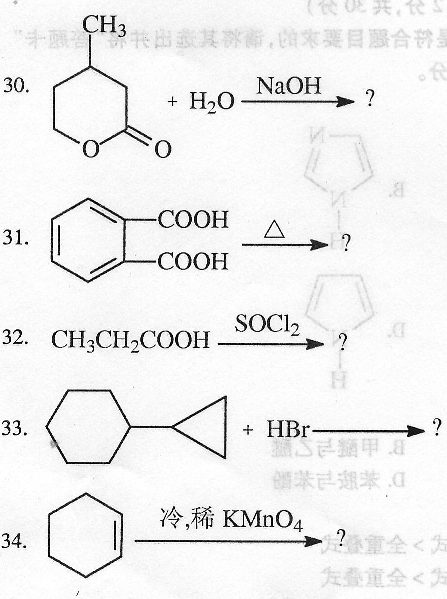 30. CH3 O O + H2O NaOH ?
31. COOH COOH △ ?
32. CH3CH2COOH SOCl2 ?
33. + HBr ?
34. 冷,稀 KMnO4 ?